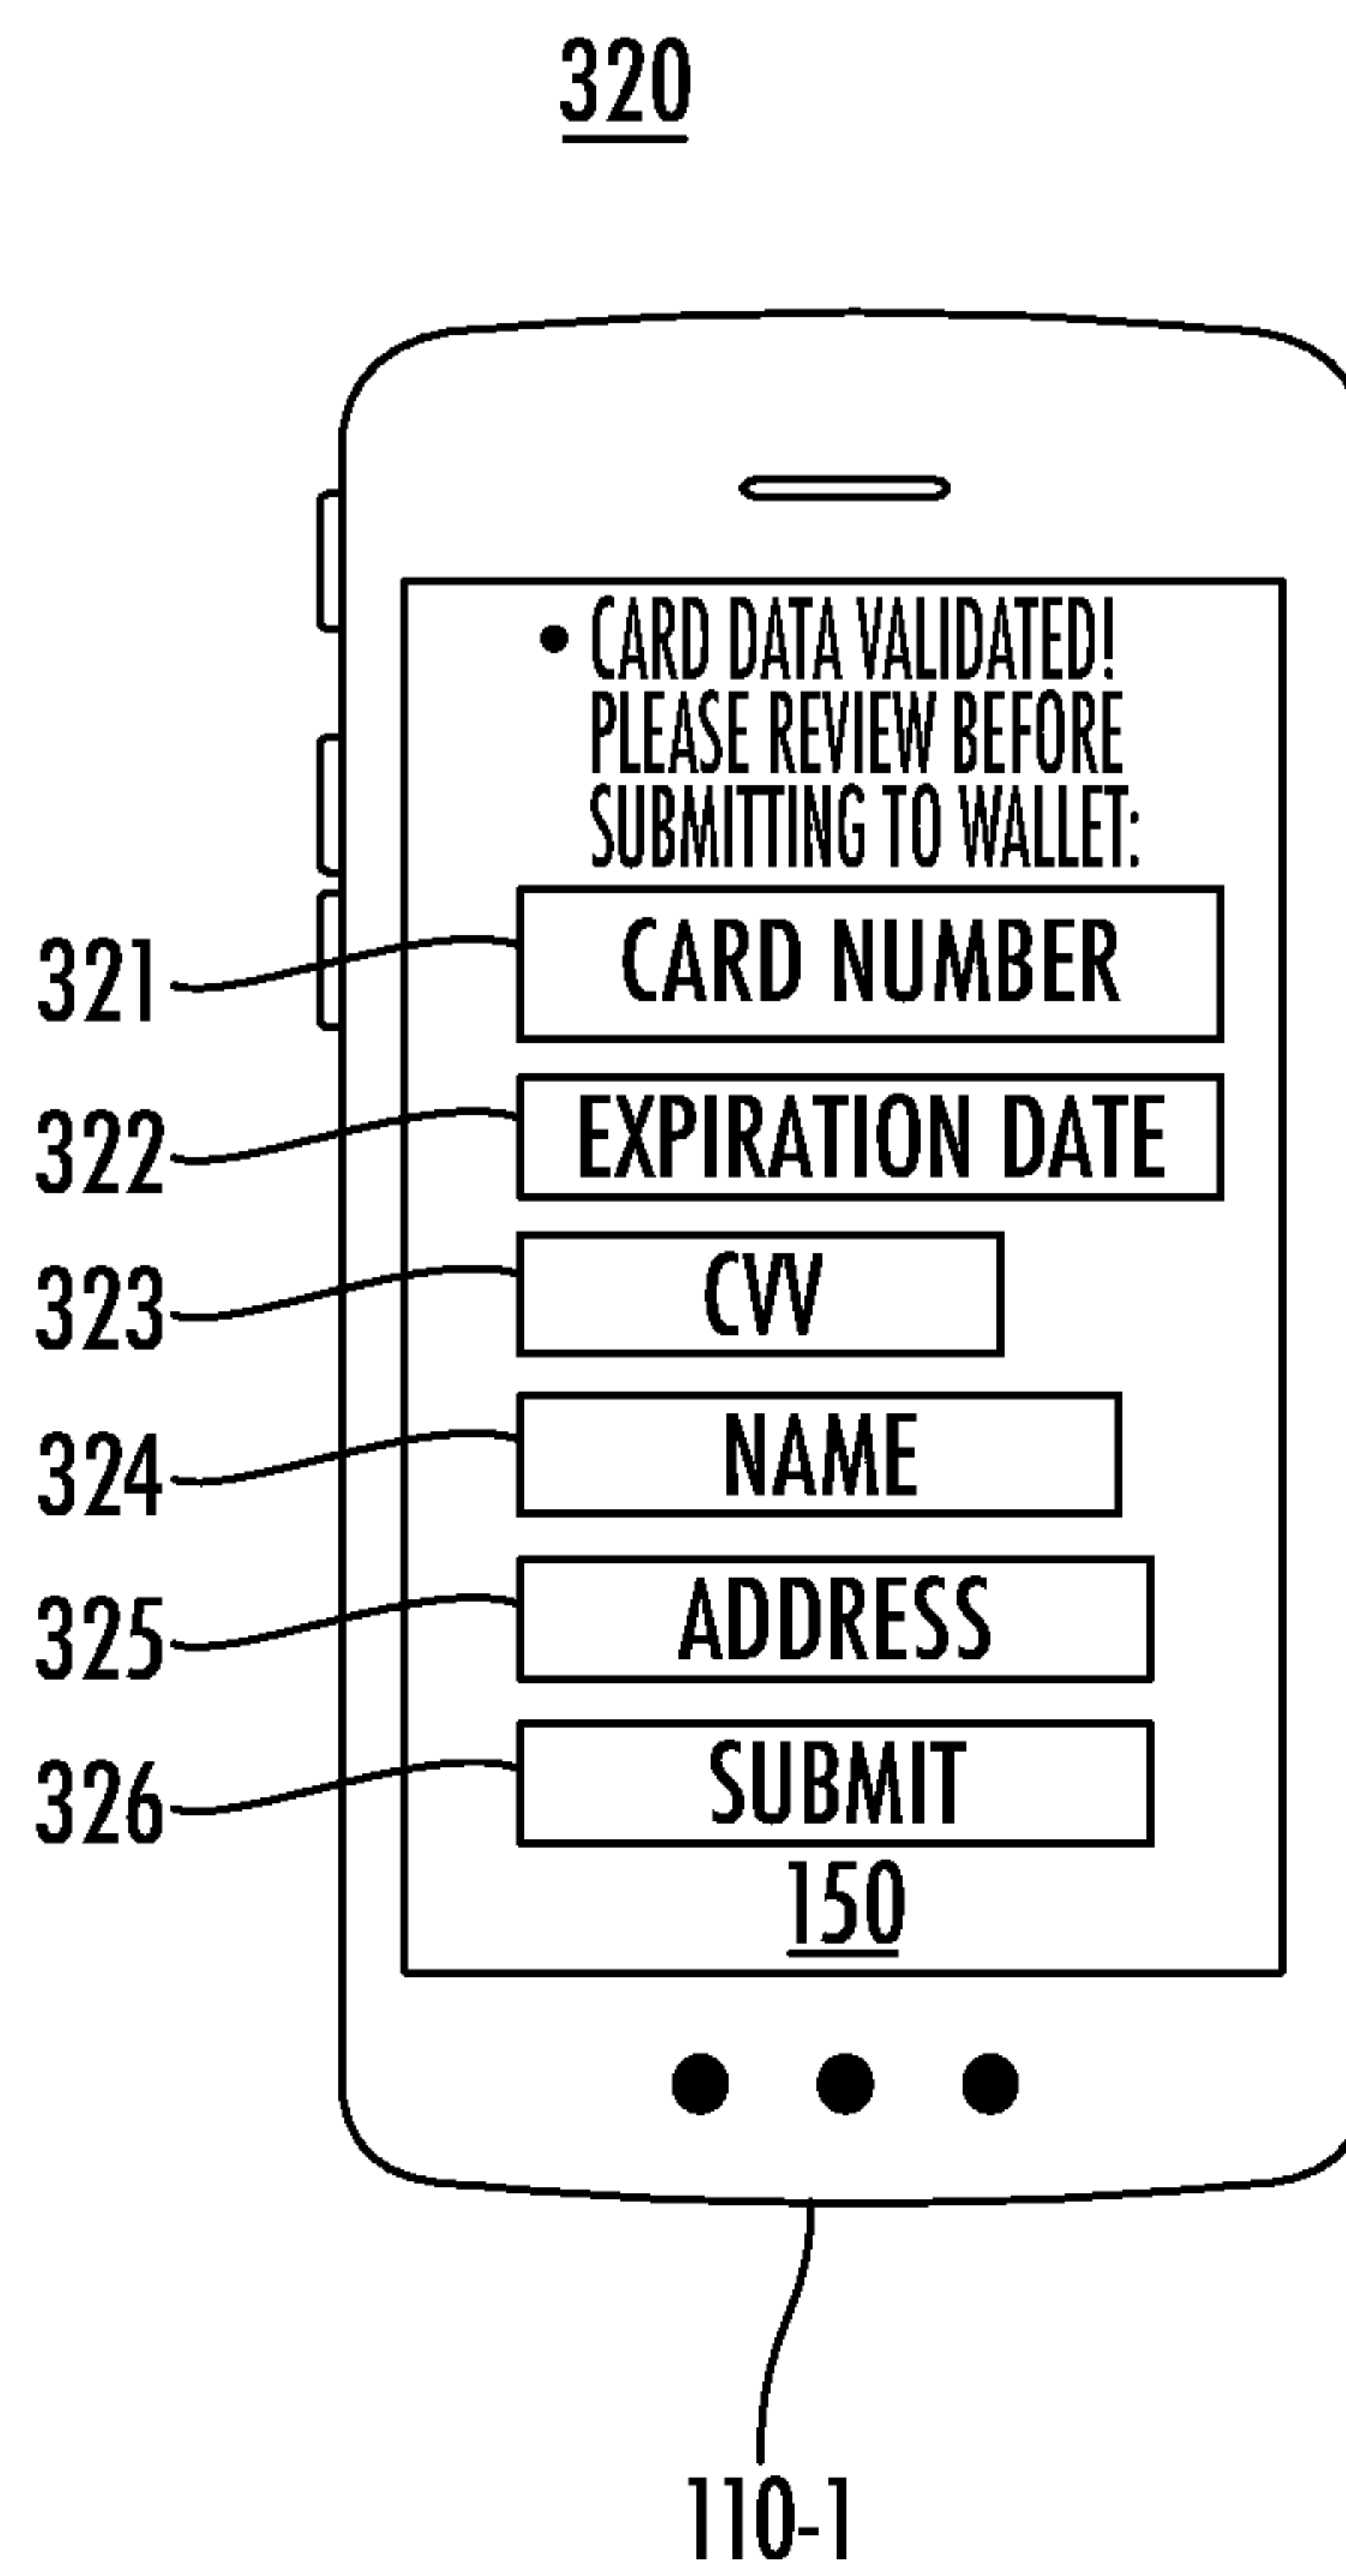 320
• CARD DATA VALIDATED!
PLEASE REVIEW BEFORE
SUBMITTING TO WALLET:
321 CARD NUMBER
322 EXPIRATION DATE
323 CVV
324 NAME
325 ADDRESS
326 SUBMIT
150
110-1